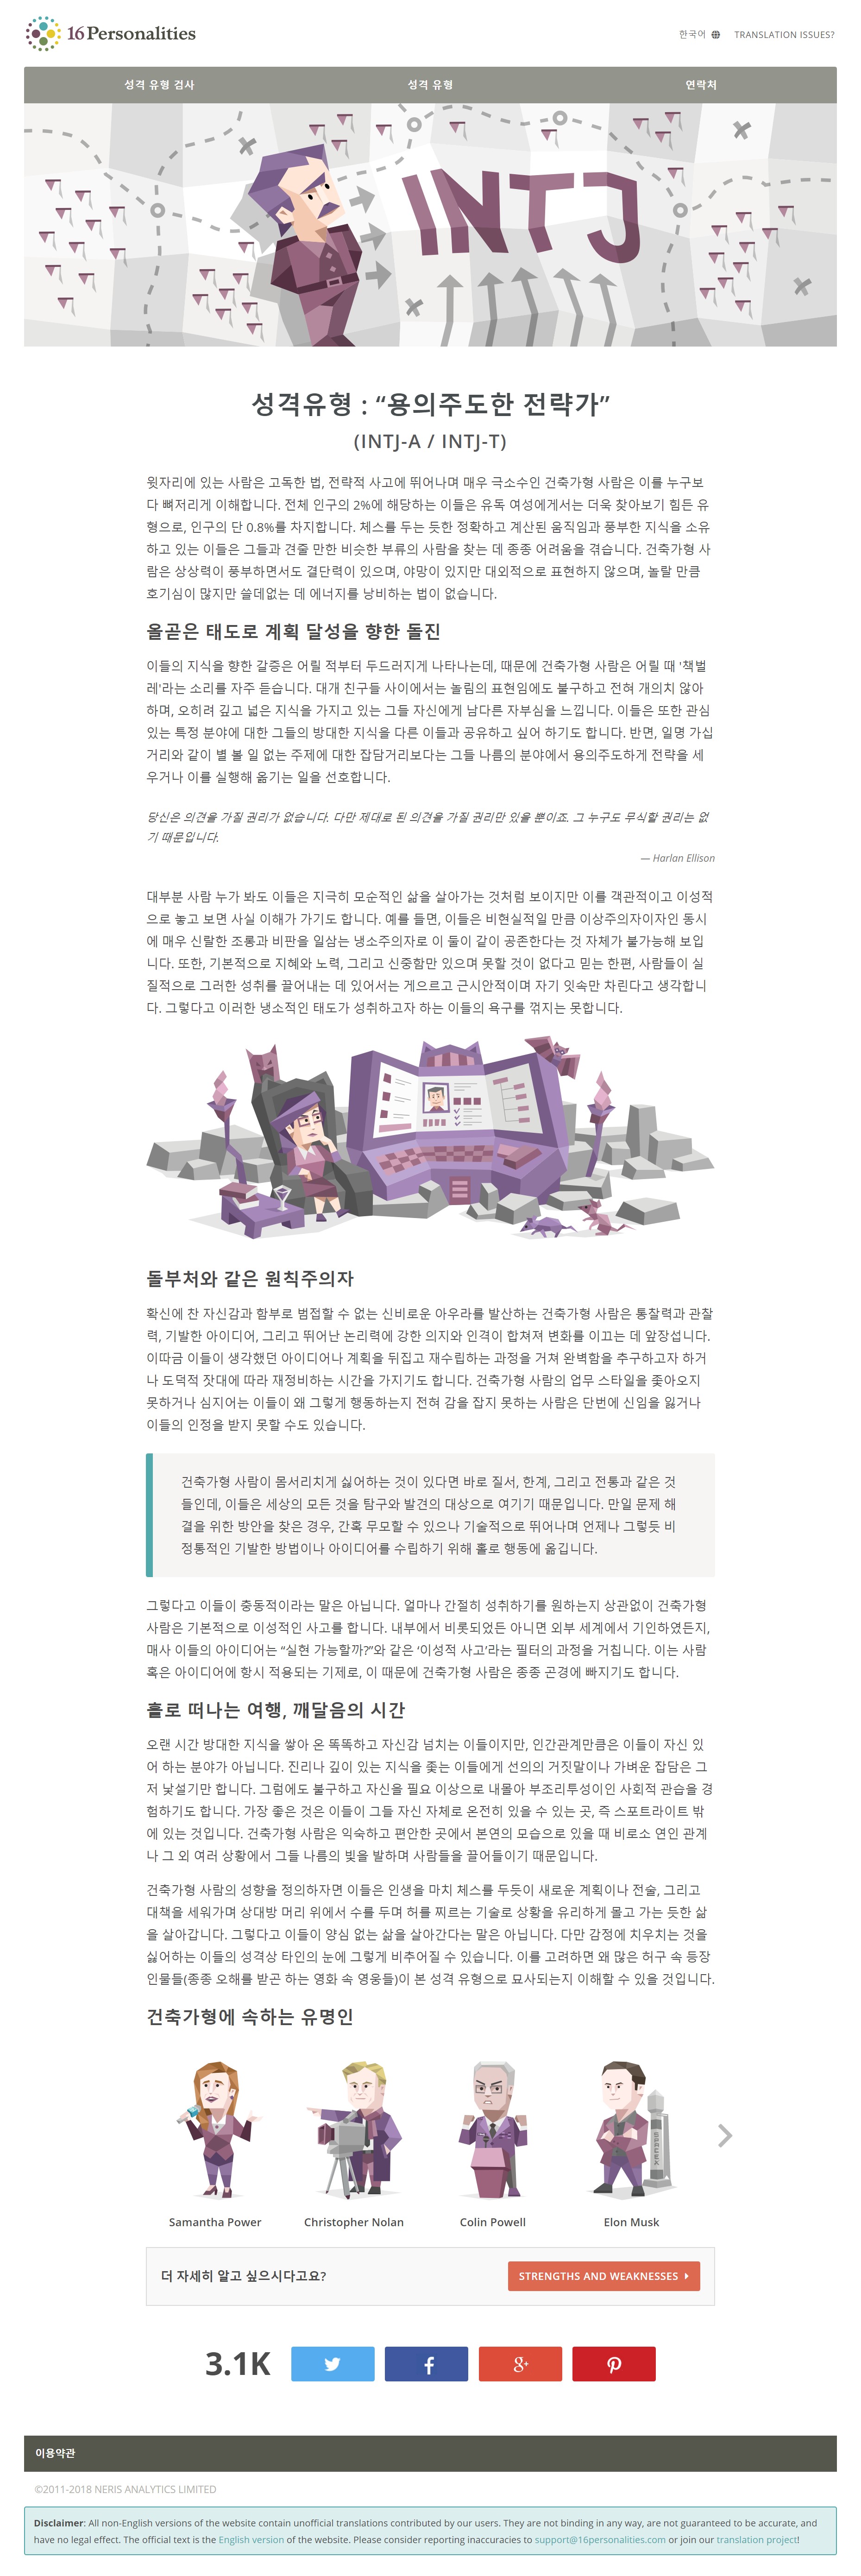 16Personalities
한국어
TRANSLATION ISSUES?
성격 유형 검사
성격 유형
연락처
INTJ
성격유형 : “용의주도한 전략가”
(INTJ-A / INTJ-T)
윗자리에 있는 사람은 고독한 법, 전략적 사고에 뛰어나며 매우 극소수인 건축가형 사람은 이를 누구보
다 뼈저리게 이해합니다. 전체 인구의 2%에 해당하는 이들은 유독 여성에게서는 더욱 찾아보기 힘든 유
형으로, 인구의 단 0.8%를 차지합니다. 체스를 두는 듯한 정확하고 계산된 움직임과 풍부한 지식을 소유
하고 있는 이들은 그들과 견줄 만한 비슷한 부류의 사람을 찾는 데 종종 어려움을 겪습니다. 건축가형 사
람은 상상력이 풍부하면서도 결단력이 있으며, 야망이 있지만 대외적으로 표현하지 않으며, 놀랄 만큼
호기심이 많지만 쓸데없는 데 에너지를 낭비하는 법이 없습니다.
올곧은 태도로 계획 달성을 향한 돌진
이들의 지식을 향한 갈증은 어릴 적부터 두드러지게 나타나는데, 때문에 건축가형 사람은 어릴 때 '책벌
레'라는 소리를 자주 듣습니다. 대개 친구들 사이에서는 놀림의 표현임에도 불구하고 전혀 개의치 않아
하며, 오히려 깊고 넓은 지식을 가지고 있는 그들 자신에게 남다른 자부심을 느낍니다. 이들은 또한 관심
있는 특정 분야에 대한 그들의 방대한 지식을 다른 이들과 공유하고 싶어 하기도 합니다. 반면, 일명 가십
거리와 같이 별 볼 일 없는 주제에 대한 잡담거리보다는 그들 나름의 분야에서 용의주도하게 전략을 세
우거나 이를 실행해 옮기는 일을 선호합니다.
당신은 의견을 가질 권리가 없습니다. 다만 제대로 된 의견을 가질 권리만 있을 뿐이죠. 그 누구도 무식할 권리는 없
기 때문입니다.
— Harlan Ellison
대부분 사람 누가 봐도 이들은 지극히 모순적인 삶을 살아가는 것처럼 보이지만 이를 객관적이고 이성적
으로 놓고 보면 사실 이해가 가기도 합니다. 예를 들면, 이들은 비현실적일 만큼 이상주의자이자인 동시
에 매우 신랄한 조롱과 비판을 일삼는 냉소주의자로 이 둘이 같이 공존한다는 것 자체가 불가능해 보입
니다. 또한, 기본적으로 지혜와 노력, 그리고 신중함만 있으며 못할 것이 없다고 믿는 한편, 사람들이 실
질적으로 그러한 성취를 끌어내는 데 있어서는 게으르고 근시안적이며 자기 잇속만 차린다고 생각합니
다. 그렇다고 이러한 냉소적인 태도가 성취하고자 하는 이들의 욕구를 꺾지는 못합니다.
돌부처와 같은 원칙주의자
확신에 찬 자신감과 함부로 범접할 수 없는 신비로운 아우라를 발산하는 건축가형 사람은 통찰력과 관찰
력, 기발한 아이디어, 그리고 뛰어난 논리력에 강한 의지와 인격이 합쳐져 변화를 이끄는 데 앞장섭니다.
이따금 이들이 생각했던 아이디어나 계획을 뒤집고 재수립하는 과정을 거쳐 완벽함을 추구하고자 하거
나 도덕적 잣대에 따라 재정비하는 시간을 가지기도 합니다. 건축가형 사람의 업무 스타일을 좇아오지
못하거나 심지어는 이들이 왜 그렇게 행동하는지 전혀 감을 잡지 못하는 사람은 단번에 신임을 잃거나
이들의 인정을 받지 못할 수도 있습니다.
건축가형 사람이 몸서리치게 싫어하는 것이 있다면 바로 질서, 한계, 그리고 전통과 같은 것
들인데, 이들은 세상의 모든 것을 탐구와 발견의 대상으로 여기기 때문입니다. 만일 문제 해
결을 위한 방안을 찾은 경우, 간혹 무모할 수 있으나 기술적으로 뛰어나며 언제나 그렇듯 비
정통적인 기발한 방법이나 아이디어를 수립하기 위해 홀로 행동에 옮깁니다.
그렇다고 이들이 충동적이라는 말은 아닙니다. 얼마나 간절히 성취하기를 원하는지 상관없이 건축가형
사람은 기본적으로 이성적인 사고를 합니다. 내부에서 비롯되었든 아니면 외부 세계에서 기인하였든지,
매사 이들의 아이디어는 “실현 가능할까?”와 같은 ‘이성적 사고’라는 필터의 과정을 거칩니다. 이는 사람
혹은 아이디어에 항시 적용되는 기제로, 이 때문에 건축가형 사람은 종종 곤경에 빠지기도 합니다.
홀로 떠나는 여행, 깨달음의 시간
오랜 시간 방대한 지식을 쌓아 온 똑똑하고 자신감 넘치는 이들이지만, 인간관계만큼은 이들이 자신 있
어 하는 분야가 아닙니다. 진리나 깊이 있는 지식을 좇는 이들에게 선의의 거짓말이나 가벼운 잡담은 그
저 낯설기만 합니다. 그럼에도 불구하고 자신을 필요 이상으로 내몰아 부조리투성이인 사회적 관습을 경
험하기도 합니다. 가장 좋은 것은 이들이 그들 자신 자체로 온전히 있을 수 있는 곳, 즉 스포트라이트 밖
에 있는 것입니다. 건축가형 사람은 익숙하고 편안한 곳에서 본연의 모습으로 있을 때 비로소 연인 관계
나 그 외 여러 상황에서 그들 나름의 빛을 발하며 사람들을 끌어들이기 때문입니다.
건축가형 사람의 성향을 정의하자면 이들은 인생을 마치 체스를 두듯이 새로운 계획이나 전술, 그리고
대책을 세워가며 상대방 머리 위에서 수를 두며 허를 찌르는 기술로 상황을 유리하게 몰고 가는 듯한 삶
을 살아갑니다. 그렇다고 이들이 양심 없는 삶을 살아간다는 말은 아닙니다. 다만 감정에 치우치는 것을
싫어하는 이들의 성격상 타인의 눈에 그렇게 비추어질 수 있습니다. 이를 고려하면 왜 많은 허구 속 등장
인물들(종종 오해를 받곤 하는 영화 속 영웅들)이 본 성격 유형으로 묘사되는지 이해할 수 있을 것입니다.
건축가형에 속하는 유명인
Samantha Power
Christopher Nolan
Colin Powell
Elon Musk
더 자세히 알고 싶으시다고요?
STRENGTHS AND WEAKNESSES
3.1K
이용약관
©2011-2018 NERIS ANALYTICS LIMITED
Disclaimer: All non-English versions of the website contain unofficial translations contributed by our users. They are not binding in any way, are not guaranteed to be accurate, and
have no legal effect. The official text is the English version of the website. Please consider reporting inaccuracies to support@16personalities.com or join our translation project!